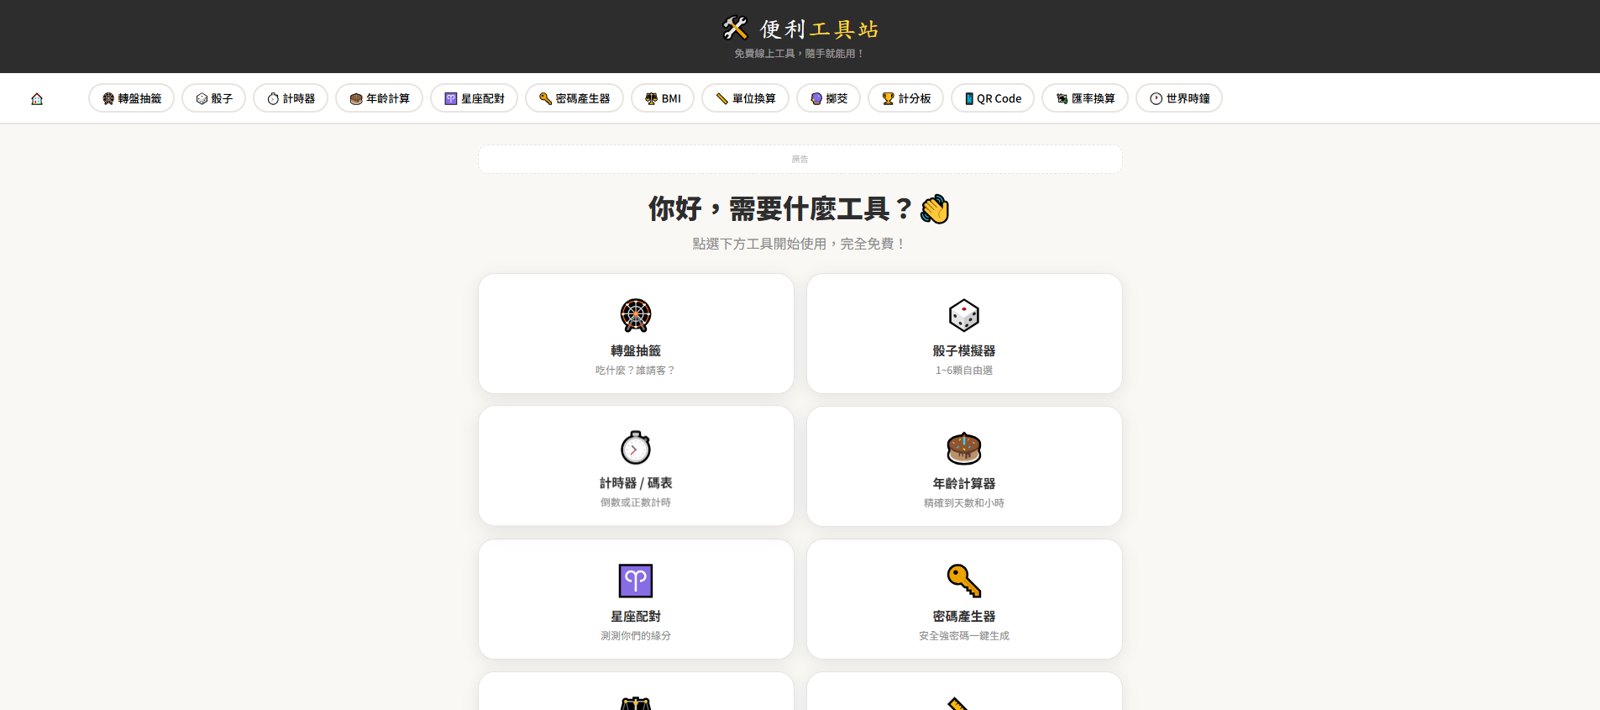 便利工具站
免費線上工具，隨手就能用！
轉盤抽籤 骰子 計時器 年齡計算 星座配對 密碼產生器 BMI 單位換算 擲筊 計分板 QR Code 匯率換算 世界時鐘
廣告
你好，需要什麼工具？
點選下方工具開始使用，完全免費！
轉盤抽籤
吃什麼？誰請客？
骰子模擬器
1~6顆自由選
計時器 / 碼表
倒數或正數計時
年齡計算器
精確到天數和小時
星座配對
測測你們的緣分
密碼產生器
安全強密碼一鍵生成